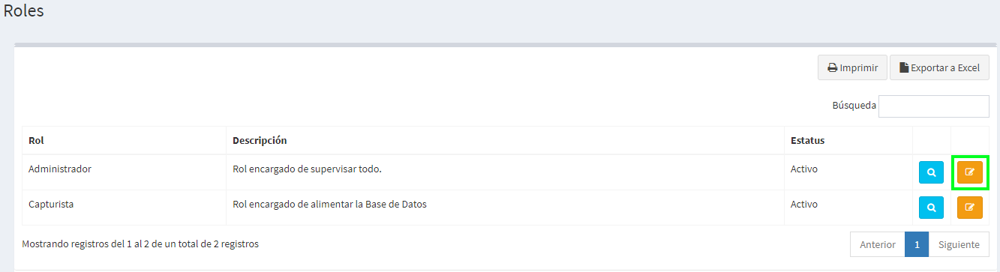 Roles
Imprimir Exportar a Excel
Búsqueda
Rol Descripción Estatus
Administrador Rol encargado de supervisar todo. Activo
Capturista Rol encargado de alimentar la Base de Datos Activo
Mostrando registros del 1 al 2 de un total de 2 registros Anterior 1 Siguiente